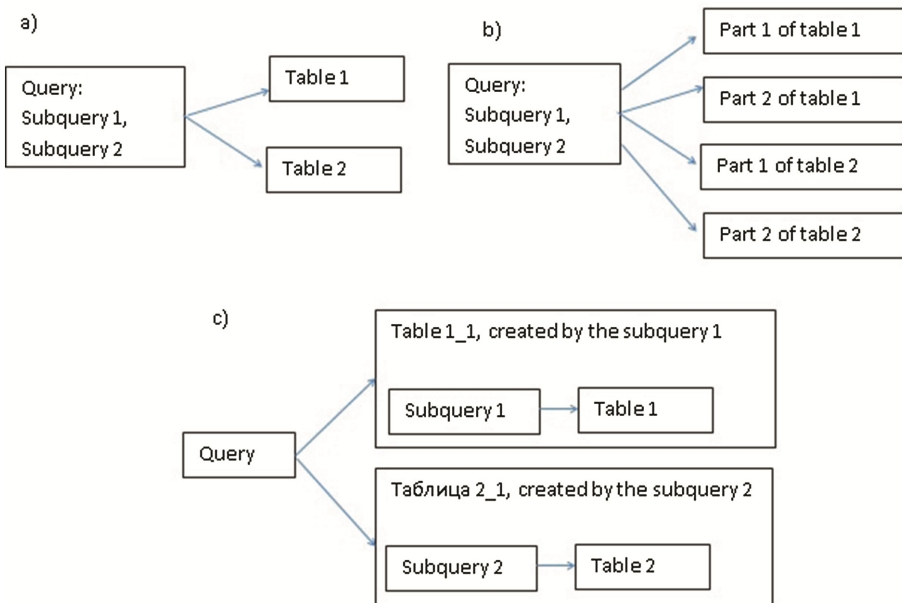 a)
Query:
Subquery 1,
Subquery 2
Table 1
Table 2
b)
Query:
Subquery 1,
Subquery 2
Part 1 of table 1
Part 2 of table 1
Part 1 of table 2
Part 2 of table 2
c)
Query
Table 1_1, created by the subquery 1
Subquery 1
Table 1
Таблица 2_1, created by the subquery 2
Subquery 2
Table 2